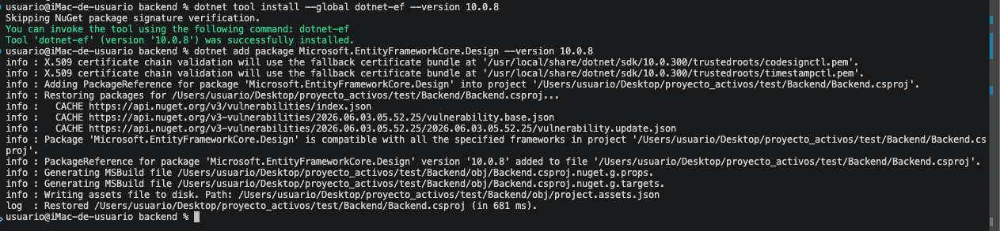 usuario@iMac-de-usuario backend % dotnet tool install --global dotnet-ef --version 10.0.8
Skipping NuGet package signature verification.
You can invoke the tool using the following command: dotnet-ef
Tool 'dotnet-ef' (version '10.0.8') was successfully installed.
usuario@iMac-de-usuario backend % dotnet add package Microsoft.EntityFrameworkCore.Design --version 10.0.8
info : X.509 certificate chain validation will use the fallback certificate bundle at '/usr/local/share/dotnet/sdk/10.0.300/trustedroots/codesignctl.pem'.
info : X.509 certificate chain validation will use the fallback certificate bundle at '/usr/local/share/dotnet/sdk/10.0.300/trustedroots/timestampctl.pem'.
info : Adding PackageReference for package 'Microsoft.EntityFrameworkCore.Design' into project '/Users/usuario/Desktop/proyecto_activos/test/Backend/Backend.csproj'.
info : Restoring packages for /Users/usuario/Desktop/proyecto_activos/test/Backend/Backend.csproj...
info :   CACHE https://api.nuget.org/v3/vulnerabilities/index.json
info :   CACHE https://api.nuget.org/v3-vulnerabilities/2026.06.03.05.52.25/vulnerability.base.json
info :   CACHE https://api.nuget.org/v3-vulnerabilities/2026.06.03.05.52.25/2026.06.03.05.52.25/vulnerability.update.json
info : Package 'Microsoft.EntityFrameworkCore.Design' is compatible with all the specified frameworks in project '/Users/usuario/Desktop/proyecto_activos/test/Backend/Backend.cs
proj'.
info : PackageReference for package 'Microsoft.EntityFrameworkCore.Design' version '10.0.8' added to file '/Users/usuario/Desktop/proyecto_activos/test/Backend/Backend.csproj'.
info : Generating MSBuild file /Users/usuario/Desktop/proyecto_activos/test/Backend/obj/Backend.csproj.nuget.g.props.
info : Generating MSBuild file /Users/usuario/Desktop/proyecto_activos/test/Backend/obj/Backend.csproj.nuget.g.targets.
info : Writing assets file to disk. Path: /Users/usuario/Desktop/proyecto_activos/test/Backend/obj/project.assets.json
log  : Restored /Users/usuario/Desktop/proyecto_activos/test/Backend/Backend.csproj (in 681 ms).
usuario@iMac-de-usuario backend %